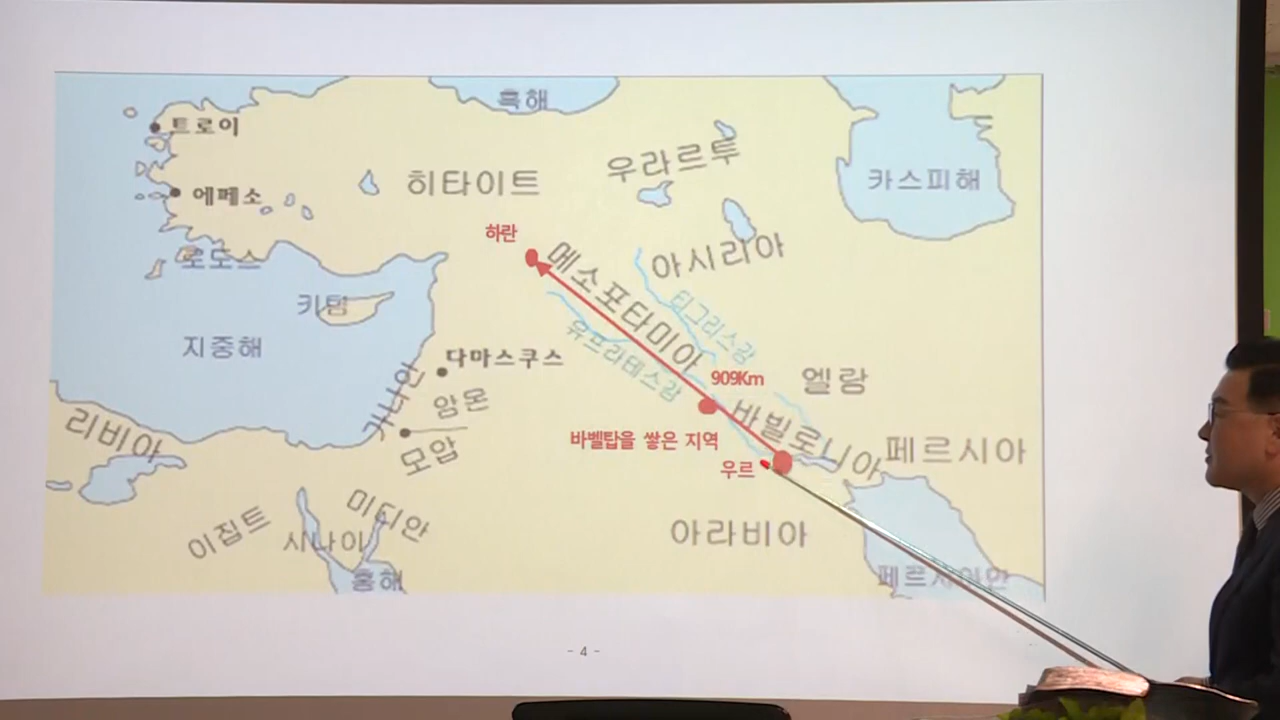 흑해
트로이
우라르투
히타이트
카스피해
에페소
하란
로도스
메소포타미아
아시리아
키팀
티그리스강
지중해
유프라테스강
다마스쿠스
909Km
엘랑
가나안
암몬
바빌로니아
리비아
바벨탑을 쌓은 지역
페르시아
모압
우르
미디안
이집트
시나이
아라비아
홍해
페르시아만
- 4 -